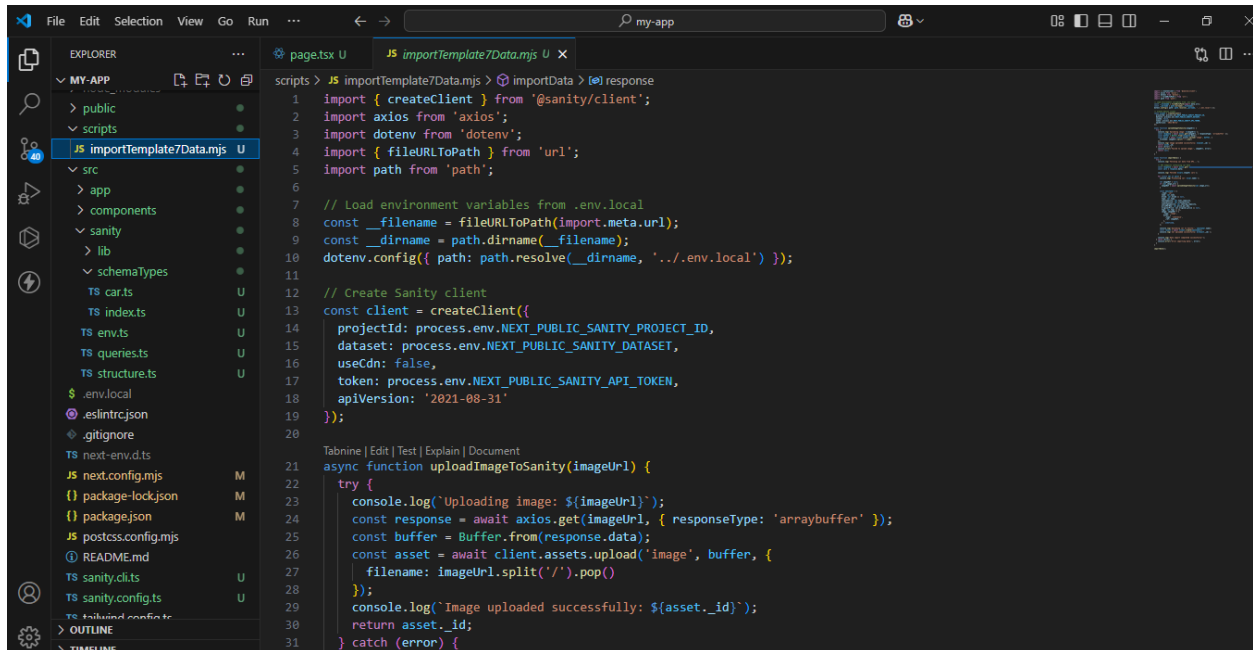 File Edit Selection View Go Run ··· ← → my-app
EXPLORER ···
MY-APP
node_modules
public
scripts
JS importTemplate7Data.mjs U
src
app
components
sanity
lib
schemaTypes
TS car.ts U
TS index.ts U
TS env.ts U
TS queries.ts U
TS structure.ts U
$ .env.local
.eslintrc.json
.gitignore
TS next-env.d.ts
JS next.config.mjs M
{} package-lock.json M
{} package.json M
JS postcss.config.mjs
README.md
TS sanity.cli.ts U
TS sanity.config.ts U
TS tailwind.config.ts
OUTLINE
TIMELINE
40
page.tsx U JS importTemplate7Data.mjs U
scripts > JS importTemplate7Data.mjs > importData > response
1 import { createClient } from '@sanity/client';
2 import axios from 'axios';
3 import dotenv from 'dotenv';
4 import { fileURLToPath } from 'url';
5 import path from 'path';
6
7 // Load environment variables from .env.local
8 const __filename = fileURLToPath(import.meta.url);
9 const __dirname = path.dirname(__filename);
10 dotenv.config({ path: path.resolve(__dirname, '../.env.local') });
11
12 // Create Sanity client
13 const client = createClient({
14 projectId: process.env.NEXT_PUBLIC_SANITY_PROJECT_ID,
15 dataset: process.env.NEXT_PUBLIC_SANITY_DATASET,
16 useCdn: false,
17 token: process.env.NEXT_PUBLIC_SANITY_API_TOKEN,
18 apiVersion: '2021-08-31'
19 });
20
Tabnine | Edit | Test | Explain | Document
21 async function uploadImageToSanity(imageUrl) {
22 try {
23 console.log(`Uploading image: ${imageUrl}`);
24 const response = await axios.get(imageUrl, { responseType: 'arraybuffer' });
25 const buffer = Buffer.from(response.data);
26 const asset = await client.assets.upload('image', buffer, {
27 filename: imageUrl.split('/').pop()
28 });
29 console.log(`Image uploaded successfully: ${asset._id}`);
30 return asset._id;
31 } catch (error) {